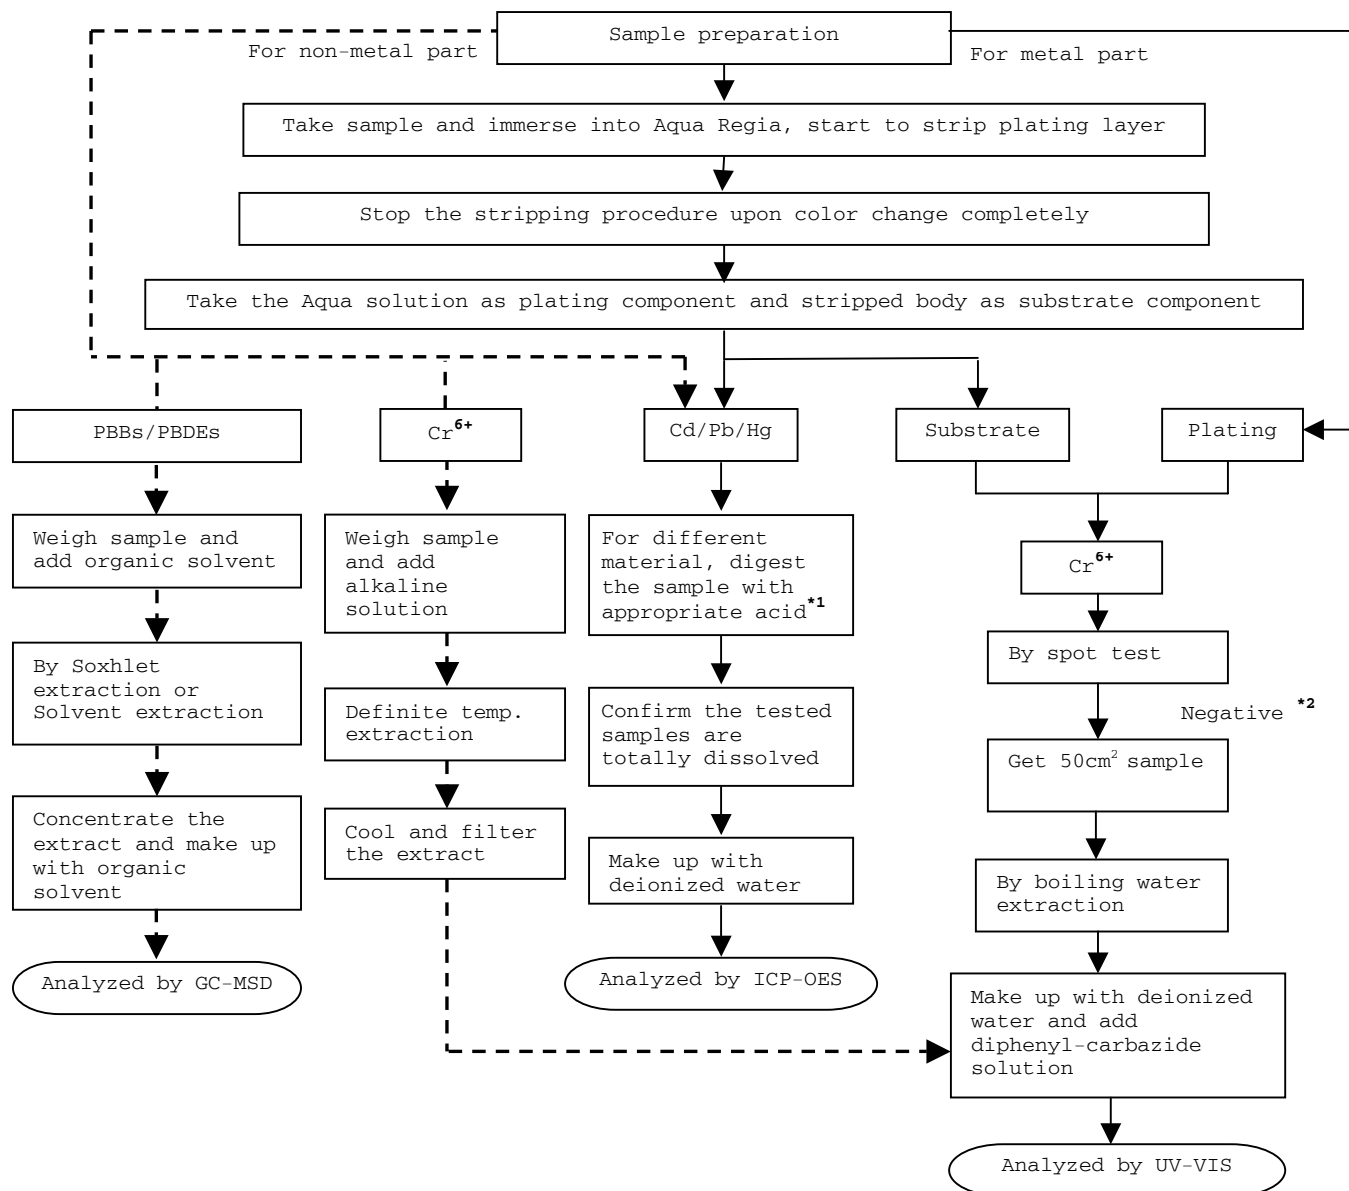 Sample preparation
For non-metal part
For metal part
Take sample and immerse into Aqua Regia, start to strip plating layer
Stop the stripping procedure upon color change completely
Take the Aqua solution as plating component and stripped body as substrate component
PBBs/PBDEs
Cr⁶⁺
Cd/Pb/Hg
Substrate
Plating
Weigh sample and
add organic solvent
By Soxhlet
extraction or
Solvent extraction
Concentrate the
extract and make up
with organic
solvent
Analyzed by GC-MSD
Weigh sample
and add
alkaline
solution
Definite temp.
extraction
Cool and filter
the extract
For different
material, digest
the sample with
appropriate acid*1
Confirm the tested
samples are
totally dissolved
Make up with
deionized water
Analyzed by ICP-OES
Cr⁶⁺
By spot test
Negative *2
Get 50cm² sample
By boiling water
extraction
Make up with deionized
water and add
diphenyl-carbazide
solution
Analyzed by UV-VIS